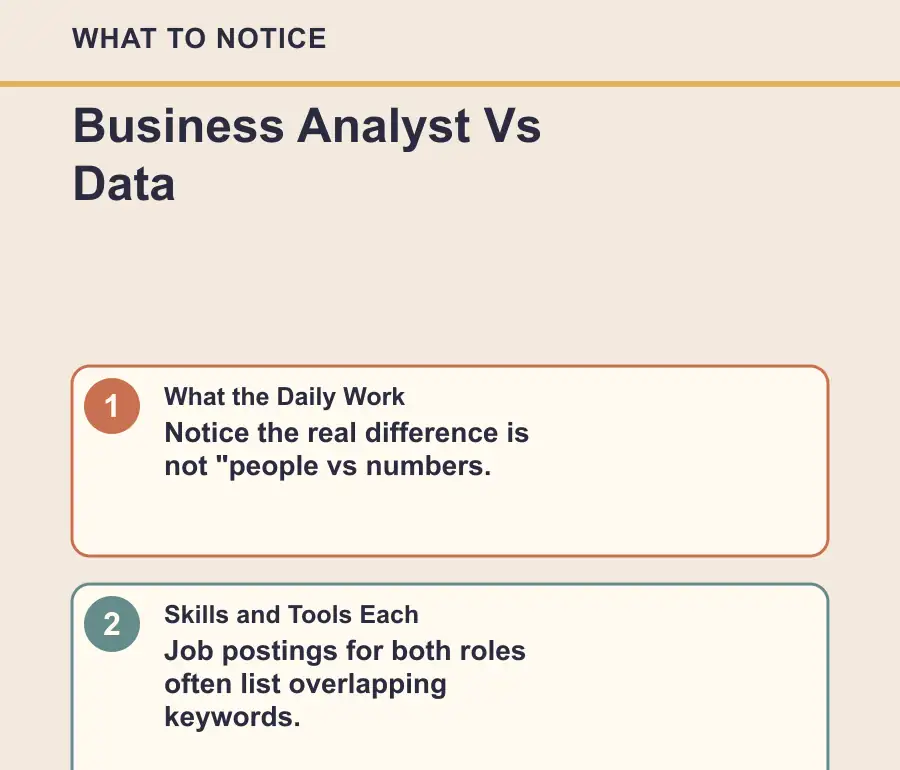 WHAT TO NOTICE
Business Analyst Vs
Data
1
What the Daily Work
Notice the real difference is
not "people vs numbers.
2
Skills and Tools Each
Job postings for both roles
often list overlapping
keywords.